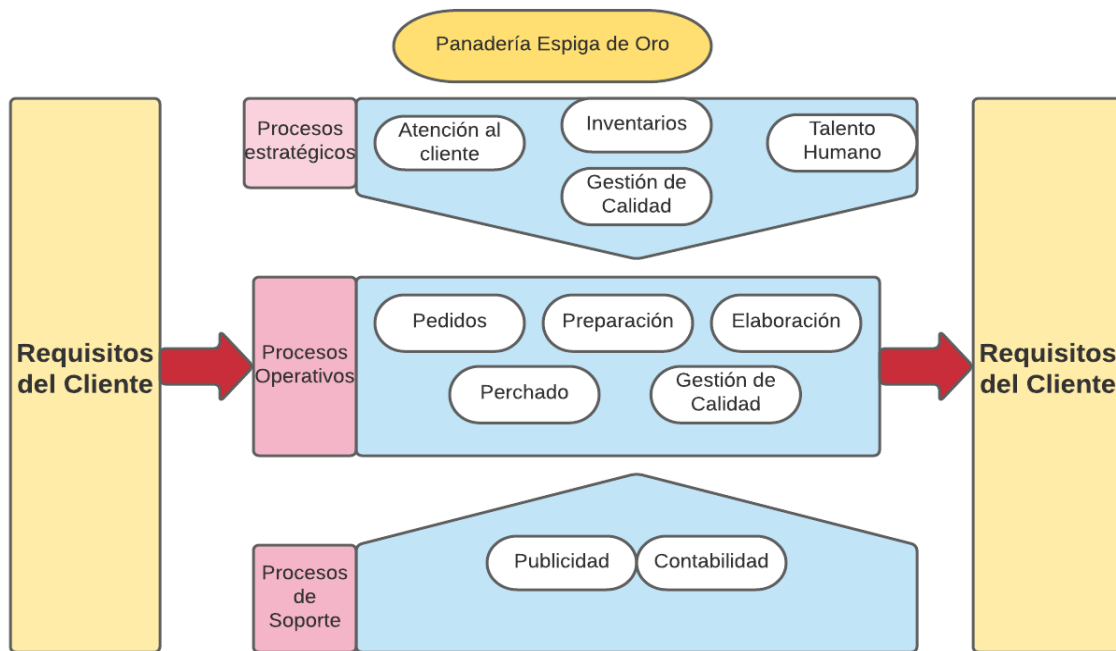 Panadería Espiga de Oro
Requisitos
del Cliente
Procesos
estratégicos
Atención al
cliente
Inventarios
Talento
Humano
Gestión de
Calidad
Procesos
Operativos
Pedidos
Preparación
Elaboración
Perchado
Gestión de
Calidad
Requisitos
del Cliente
Procesos
de
Soporte
Publicidad
Contabilidad